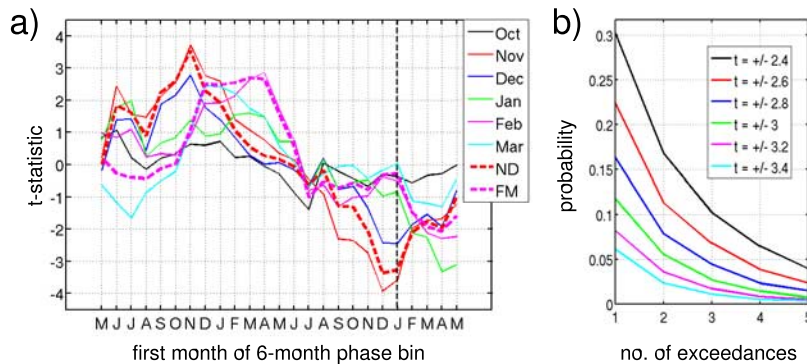 a)
t-statistic
4
3
2
1
0
-1
-2
-3
-4
M J J A S O N D J F M A M J J A S O N D J F M A M
first month of 6-month phase bin
Oct
Nov
Dec
Jan
Feb
Mar
ND
FM
b)
probability
0.3
0.25
0.2
0.15
0.1
0.05
0
1 2 3 4 5
no. of exceedances
t = +/- 2.4
t = +/- 2.6
t = +/- 2.8
t = +/- 3
t = +/- 3.2
t = +/- 3.4